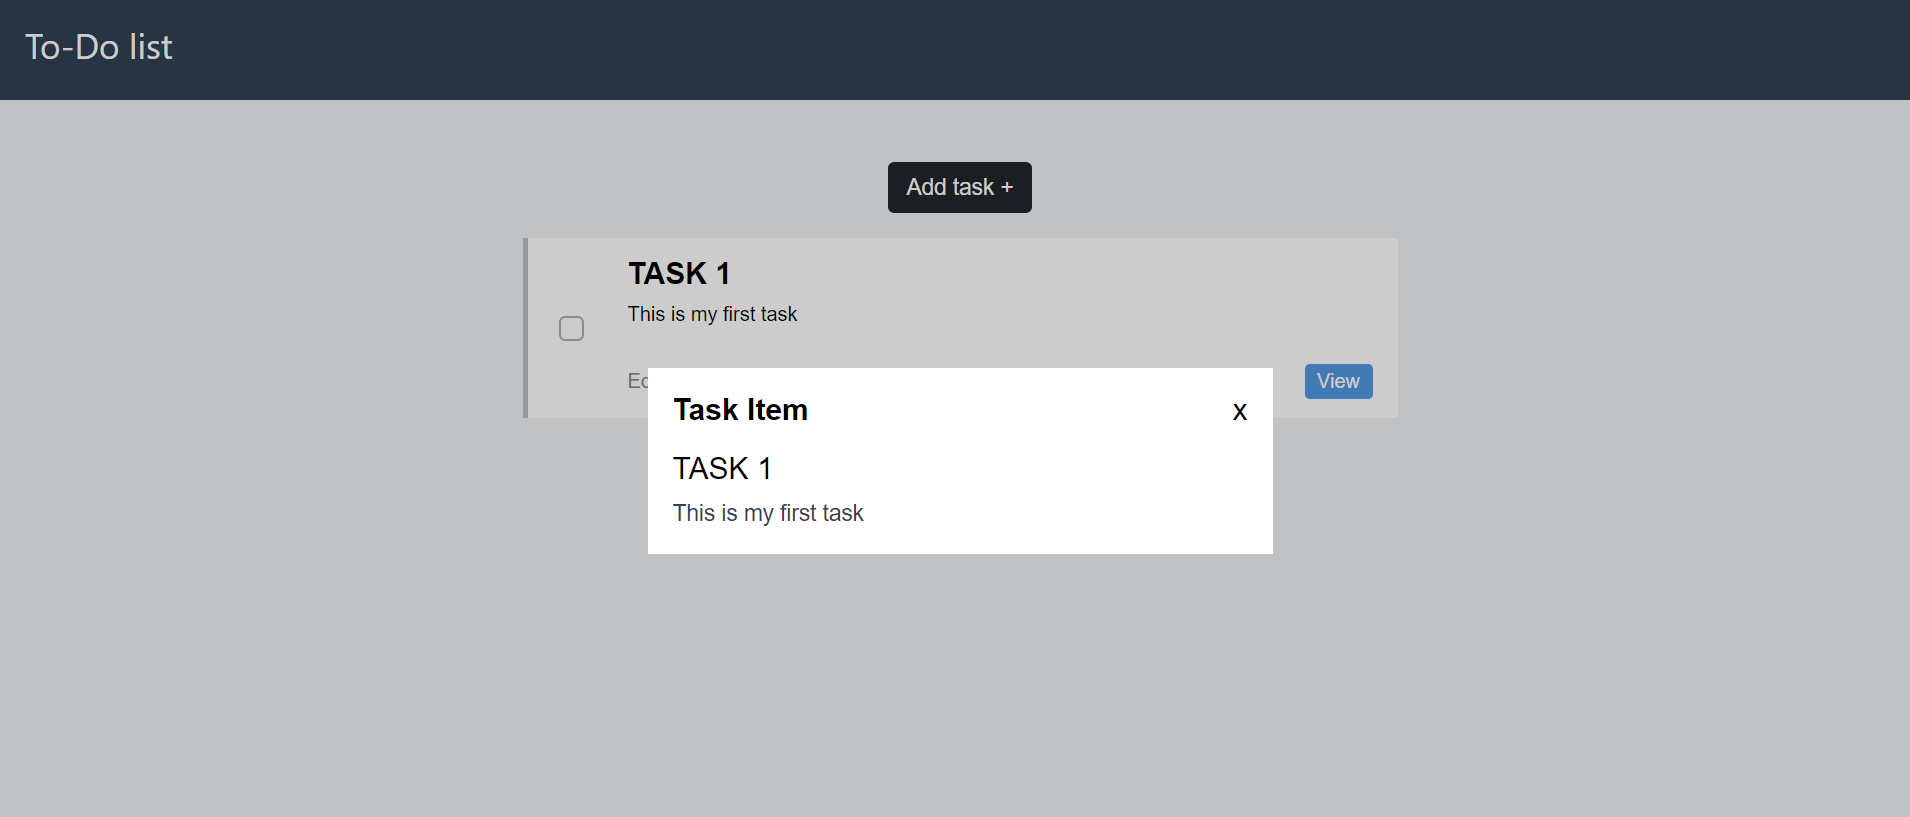 To-Do list
Add task +
TASK 1
This is my first task
View
Task Item x
TASK 1
This is my first task